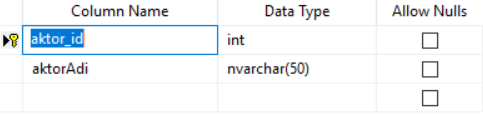 Column Name Data Type Allow Nulls
aktor_id int
aktorAdi nvarchar(50)